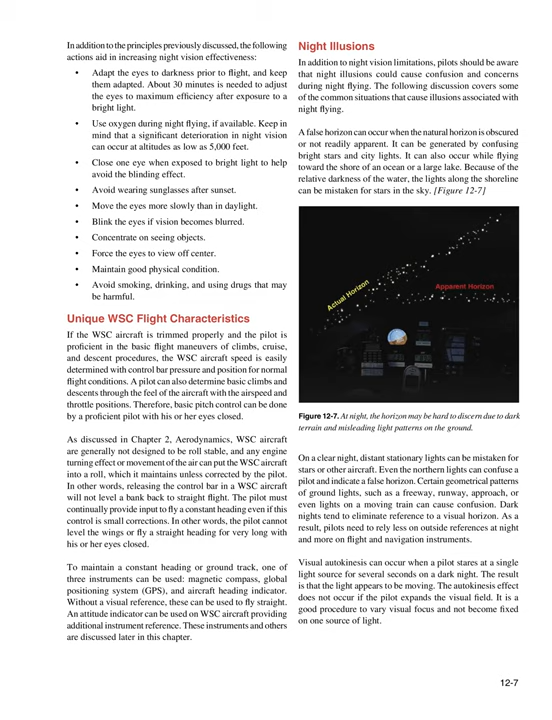 In addition to the principles previously discussed, the following
actions aid in increasing night vision effectiveness:
• Adapt the eyes to darkness prior to flight, and keep
them adapted. About 30 minutes is needed to adjust
the eyes to maximum efficiency after exposure to a
bright light.
• Use oxygen during night flying, if available. Keep in
mind that a significant deterioration in night vision
can occur at altitudes as low as 5,000 feet.
• Close one eye when exposed to bright light to help
avoid the blinding effect.
• Avoid wearing sunglasses after sunset.
• Move the eyes more slowly than in daylight.
• Blink the eyes if vision becomes blurred.
• Concentrate on seeing objects.
• Force the eyes to view off center.
• Maintain good physical condition.
• Avoid smoking, drinking, and using drugs that may
be harmful.
Unique WSC Flight Characteristics
If the WSC aircraft is trimmed properly and the pilot is
proficient in the basic flight maneuvers of climbs, cruise,
and descent procedures, the WSC aircraft speed is easily
determined with control bar pressure and position for normal
flight conditions. A pilot can also determine basic climbs and
descents through the feel of the aircraft with the airspeed and
throttle positions. Therefore, basic pitch control can be done
by a proficient pilot with his or her eyes closed.
As discussed in Chapter 2, Aerodynamics, WSC aircraft
are generally not designed to be roll stable, and any engine
turning effect or movement of the air can put the WSC aircraft
into a roll, which it maintains unless corrected by the pilot.
In other words, releasing the control bar in a WSC aircraft
will not level a bank back to straight flight. The pilot must
continually provide input to fly a constant heading even if this
control is small corrections. In other words, the pilot cannot
level the wings or fly a straight heading for very long with
his or her eyes closed.
To maintain a constant heading or ground track, one of
three instruments can be used: magnetic compass, global
positioning system (GPS), and aircraft heading indicator.
Without a visual reference, these can be used to fly straight.
An attitude indicator can be used on WSC aircraft providing
additional instrument reference. These instruments and others
are discussed later in this chapter.
Night Illusions
In addition to night vision limitations, pilots should be aware
that night illusions could cause confusion and concerns
during night flying. The following discussion covers some
of the common situations that cause illusions associated with
night flying.
A false horizon can occur when the natural horizon is obscured
or not readily apparent. It can be generated by confusing
bright stars and city lights. It can also occur while flying
toward the shore of an ocean or a large lake. Because of the
relative darkness of the water, the lights along the shoreline
can be mistaken for stars in the sky. [Figure 12-7]
Actual Horizon
Apparent Horizon
Figure 12-7. At night, the horizon may be hard to discern due to dark
terrain and misleading light patterns on the ground.
On a clear night, distant stationary lights can be mistaken for
stars or other aircraft. Even the northern lights can confuse a
pilot and indicate a false horizon. Certain geometrical patterns
of ground lights, such as a freeway, runway, approach, or
even lights on a moving train can cause confusion. Dark
nights tend to eliminate reference to a visual horizon. As a
result, pilots need to rely less on outside references at night
and more on flight and navigation instruments.
Visual autokinesis can occur when a pilot stares at a single
light source for several seconds on a dark night. The result
is that the light appears to be moving. The autokinesis effect
does not occur if the pilot expands the visual field. It is a
good procedure to vary visual focus and not become fixed
on one source of light.
12-7